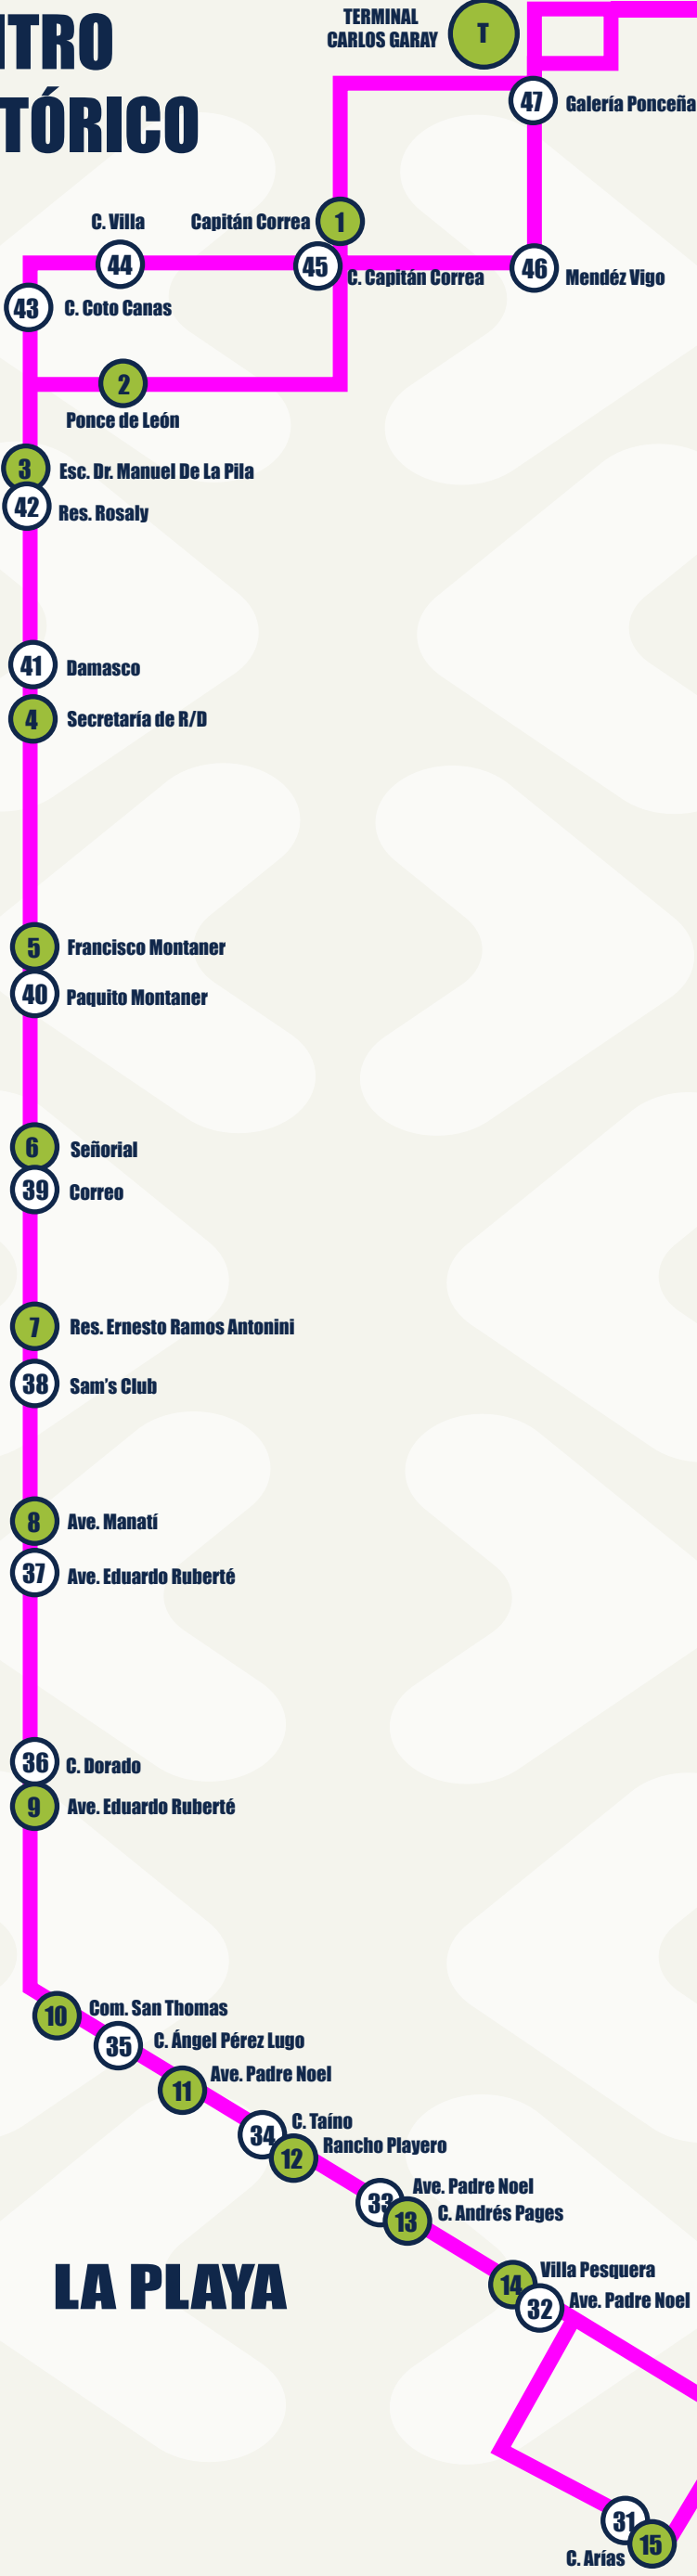 NTRO
TÓRICO
TERMINAL
CARLOS GARAY
T
47 Galería Ponceña
1 Capitán Correa
C. Villa
44
45 C. Capitán Correa
46 Mendéz Vigo
43 C. Coto Canas
2
Ponce de León
3 Esc. Dr. Manuel De La Pila
42 Res. Rosaly
41 Damasco
4 Secretaría de R/D
5 Francisco Montaner
40 Paquito Montaner
6 Señorial
39 Correo
7 Res. Ernesto Ramos Antonini
38 Sam's Club
8 Ave. Manatí
37 Ave. Eduardo Ruberté
36 C. Dorado
9 Ave. Eduardo Ruberté
10 Com. San Thomas
35 C. Ángel Pérez Lugo
11 Ave. Padre Noel
34 C. Taíno
12 Rancho Playero
33 Ave. Padre Noel
13 C. Andrés Pages
14 Villa Pesquera
32 Ave. Padre Noel
LA PLAYA
31
15
C. Arías